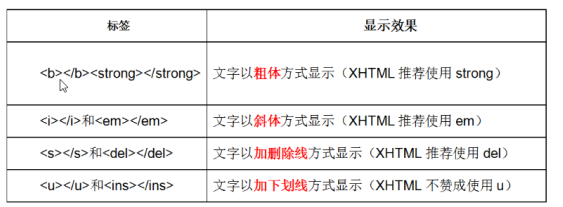 标签 显示效果
<b></b><strong></strong> 文字以粗体方式显示（XHTML 推荐使用 strong）
<i></i>和<em></em> 文字以斜体方式显示（XHTML 推荐使用 em）
<s></s>和<del></del> 文字以加删除线方式显示（XHTML 推荐使用 del）
<u></u>和<ins></ins> 文字以加下划线方式显示（XHTML 不赞成使用 u）